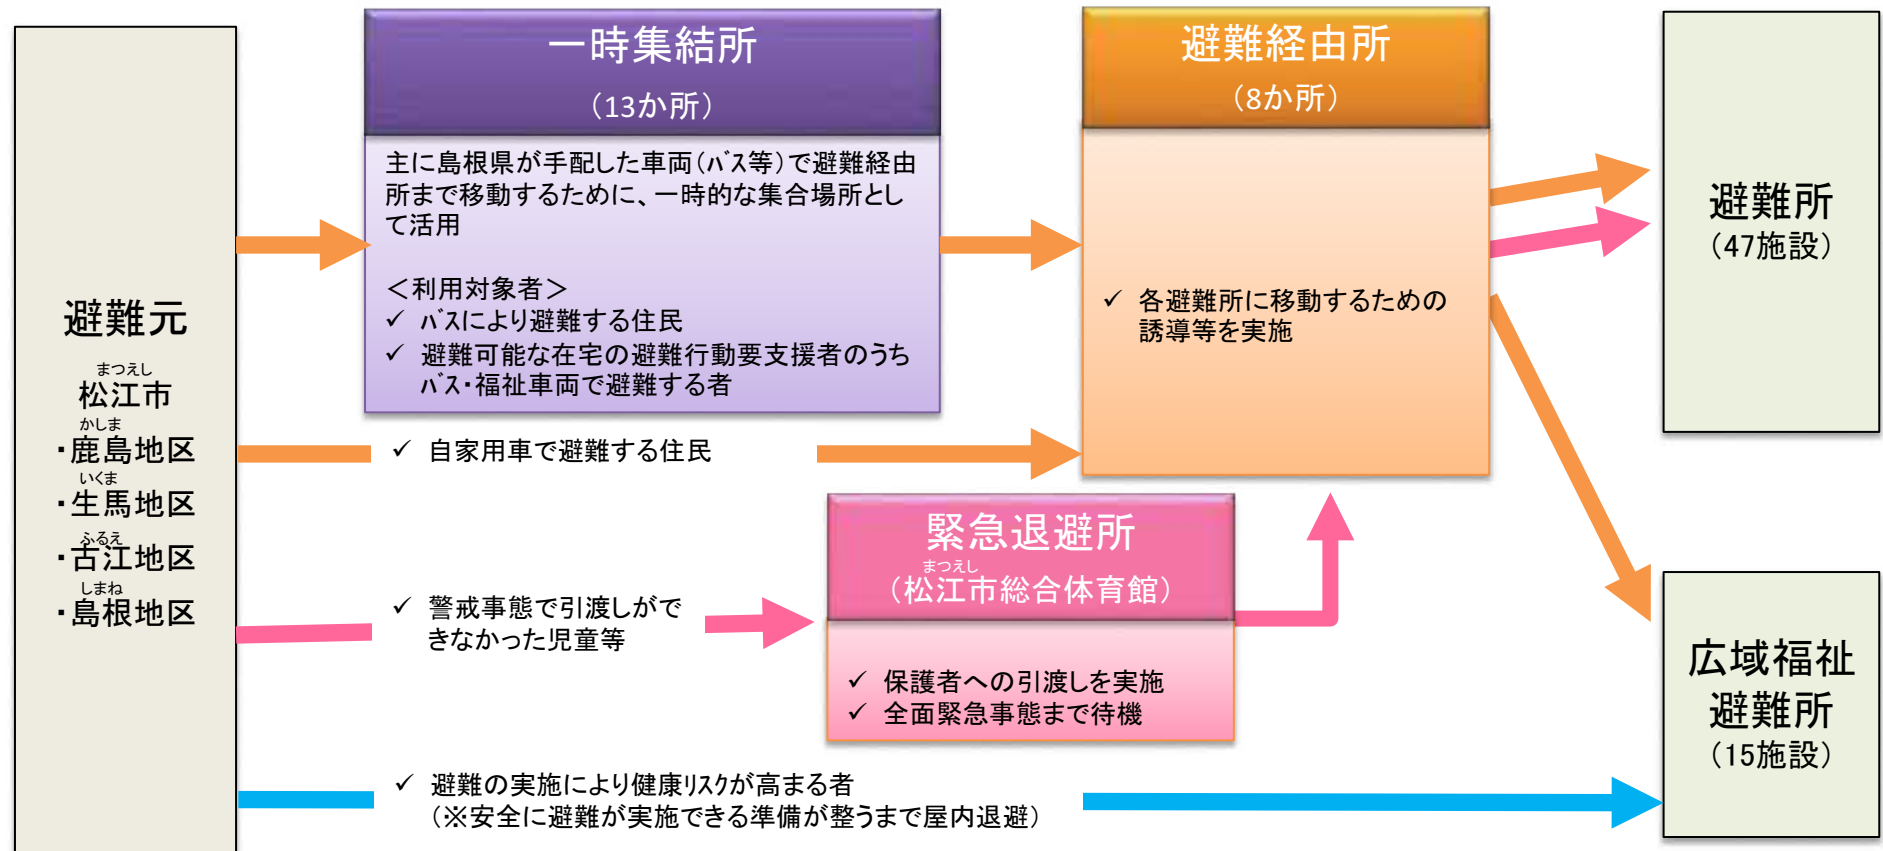 避難元
まつえし
松江市
かしま
・鹿島地区
いくま
・生馬地区
ふるえ
・古江地区
しまね
・島根地区
一時集結所
（13か所）
主に島根県が手配した車両（バス等）で避難経由
所まで移動するために、一時的な集合場所とし
て活用
＜利用対象者＞
✓ バスにより避難する住民
✓ 避難可能な在宅の避難行動要支援者のうち
バス・福祉車両で避難する者
✓ 自家用車で避難する住民
✓ 警戒事態で引渡しがで
きなかった児童等
✓ 避難の実施により健康リスクが高まる者
（※安全に避難が実施できる準備が整うまで屋内退避）
避難経由所
（8か所）
✓ 各避難所に移動するための
誘導等を実施
緊急退避所
まつえし
（松江市総合体育館）
✓ 保護者への引渡しを実施
✓ 全面緊急事態まで待機
避難所
（47施設）
広域福祉
避難所
（15施設）